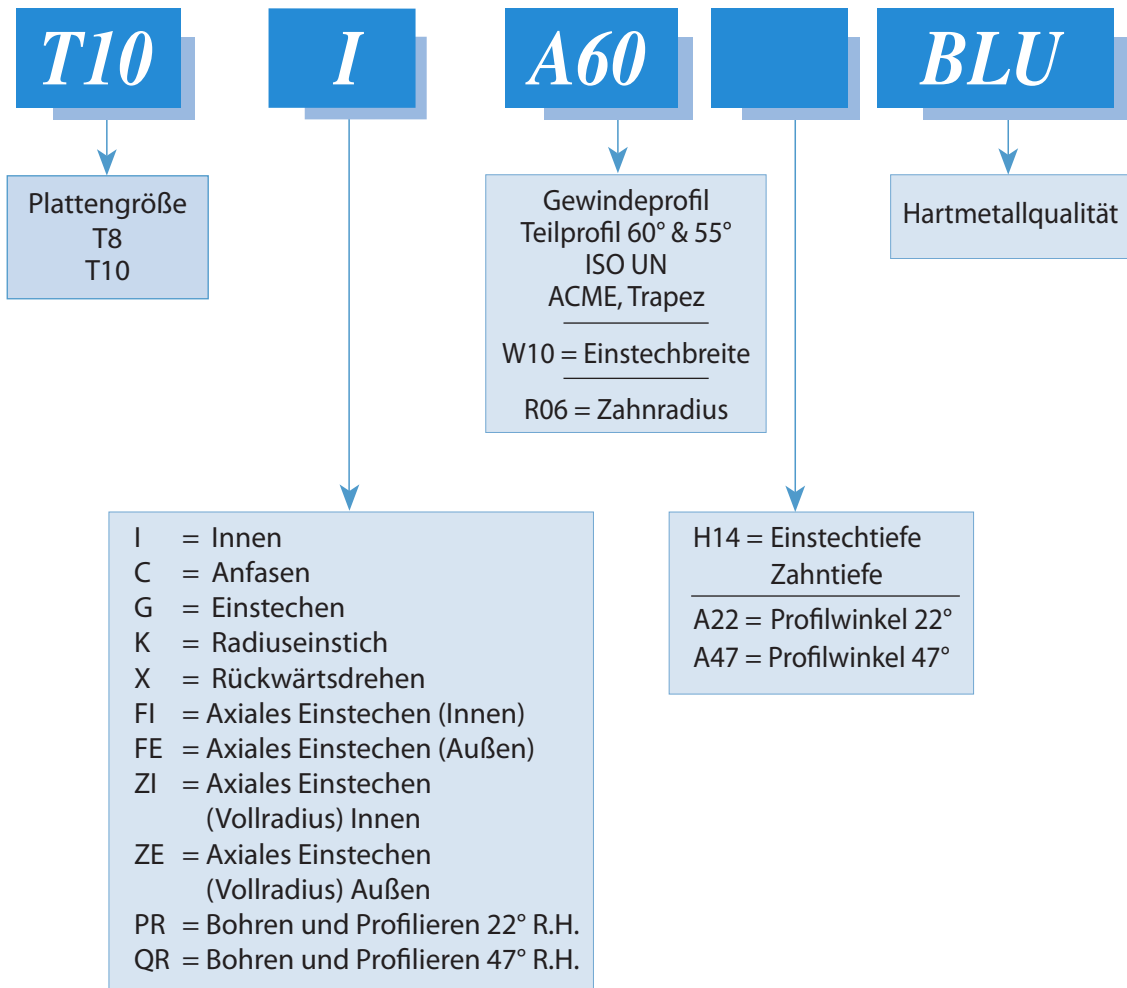 T10 I A60 BLU
Plattengröße
T8
T10
Gewindeprofil
Teilprofil 60° & 55°
ISO UN
ACME, Trapez
W10 = Einstechbreite
R06 = Zahnradius
Hartmetallqualität
I = Innen
C = Anfasen
G = Einstechen
K = Radiuseinstich
X = Rückwärtsdrehen
FI = Axiales Einstechen (Innen)
FE = Axiales Einstechen (Außen)
ZI = Axiales Einstechen
(Vollradius) Innen
ZE = Axiales Einstechen
(Vollradius) Außen
PR = Bohren und Profilieren 22° R.H.
QR = Bohren und Profilieren 47° R.H.
H14 = Einstechtiefe
Zahntiefe
A22 = Profilwinkel 22°
A47 = Profilwinkel 47°